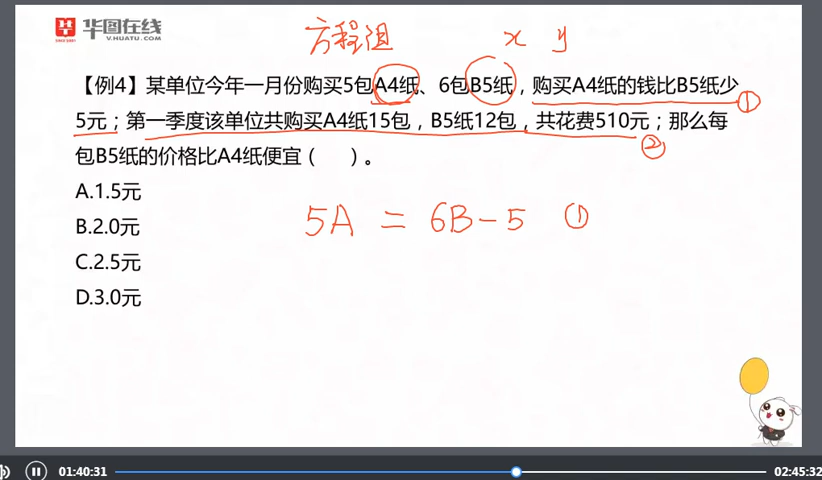 华图在线
V.HUATU.COM
方程组 x y
【例4】某单位今年一月份购买5包A4纸、6包B5纸，购买A4纸的钱比B5纸少
①
5元；第一季度该单位共购买A4纸15包，B5纸12包，共花费510元；那么每
②
包B5纸的价格比A4纸便宜（ ）。
A.1.5元
B.2.0元
C.2.5元
D.3.0元
5A = 6B - 5 ①
01:40:31
02:45:32